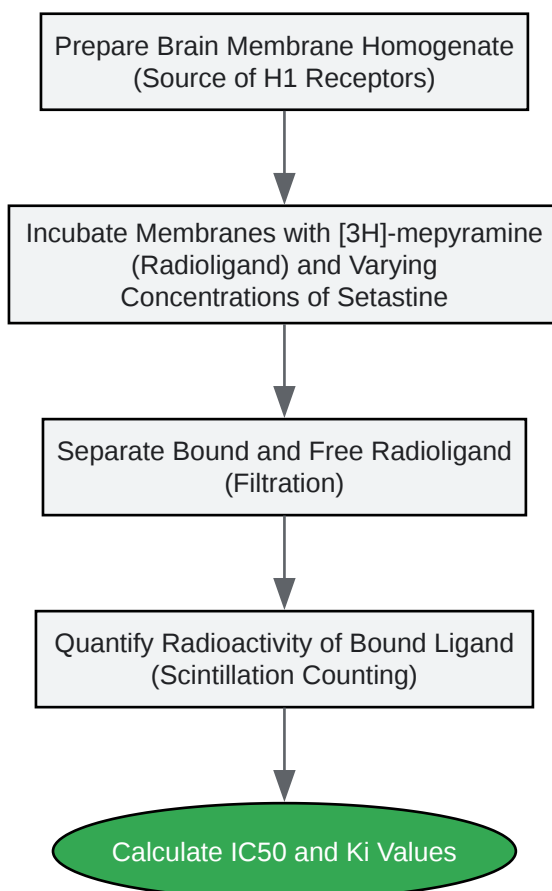 Prepare Brain Membrane Homogenate
(Source of H1 Receptors)
Incubate Membranes with [3H]-mepyramine
(Radioligand) and Varying
Concentrations of Setastine
Separate Bound and Free Radioligand
(Filtration)
Quantify Radioactivity of Bound Ligand
(Scintillation Counting)
Calculate IC50 and Ki Values